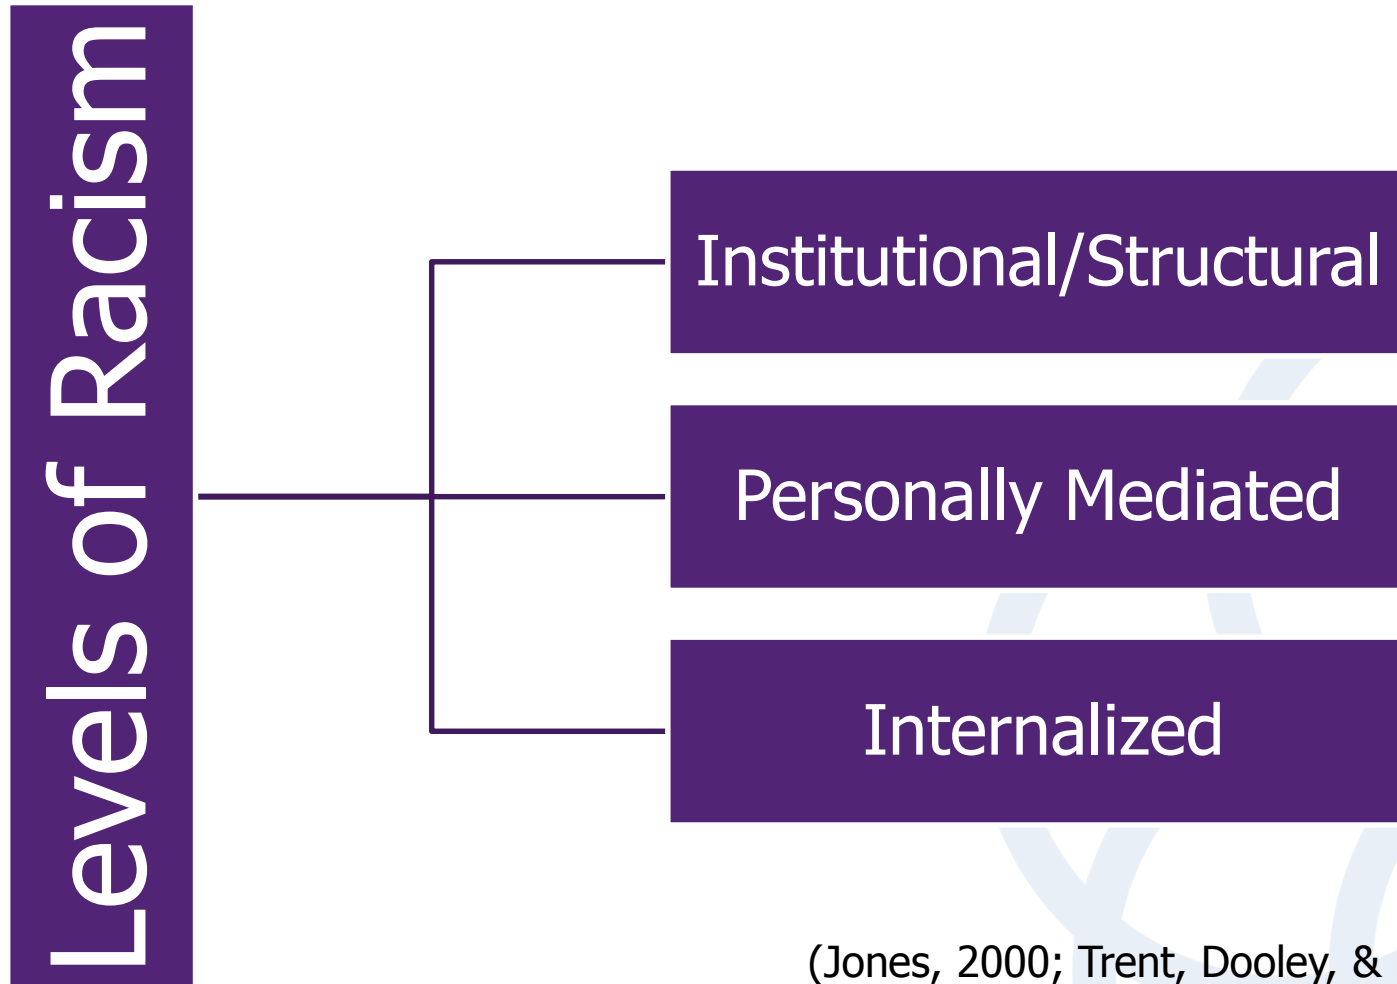 Levels of Racism
Institutional/Structural
Personally Mediated
Internalized
(Jones, 2000; Trent, Dooley, &